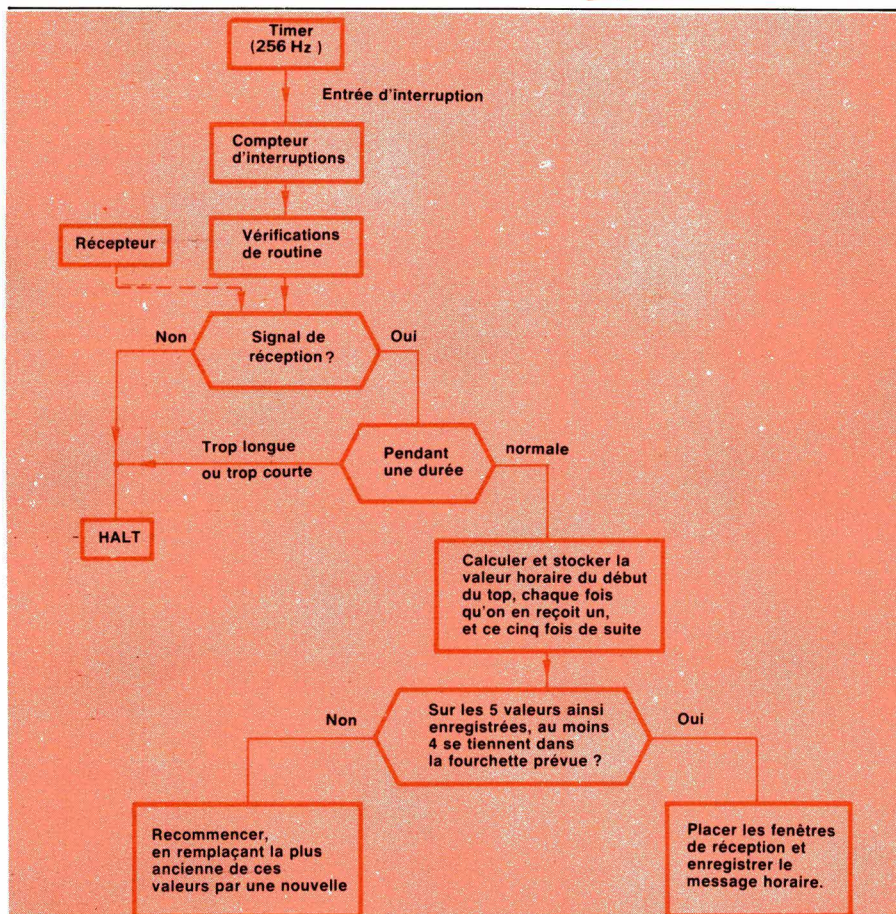 Timer
(256 Hz )
Entrée d'interruption
Compteur
d'interruptions
Récepteur
Vérifications
de routine
Non
Signal de
réception ?
Oui
Trop longue
ou trop courte
Pendant
une durée
normale
HALT
Calculer et stocker la
valeur horaire du début
du top, chaque fois
qu'on en reçoit un,
et ce cinq fois de suite
Non
Sur les 5 valeurs ainsi
enregistrées, au moins
4 se tiennent dans
la fourchette prévue ?
Oui
Recommencer,
en remplaçant la plus
ancienne de ces
valeurs par une nouvelle
Placer les fenêtres
de réception et
enregistrer le
message horaire.